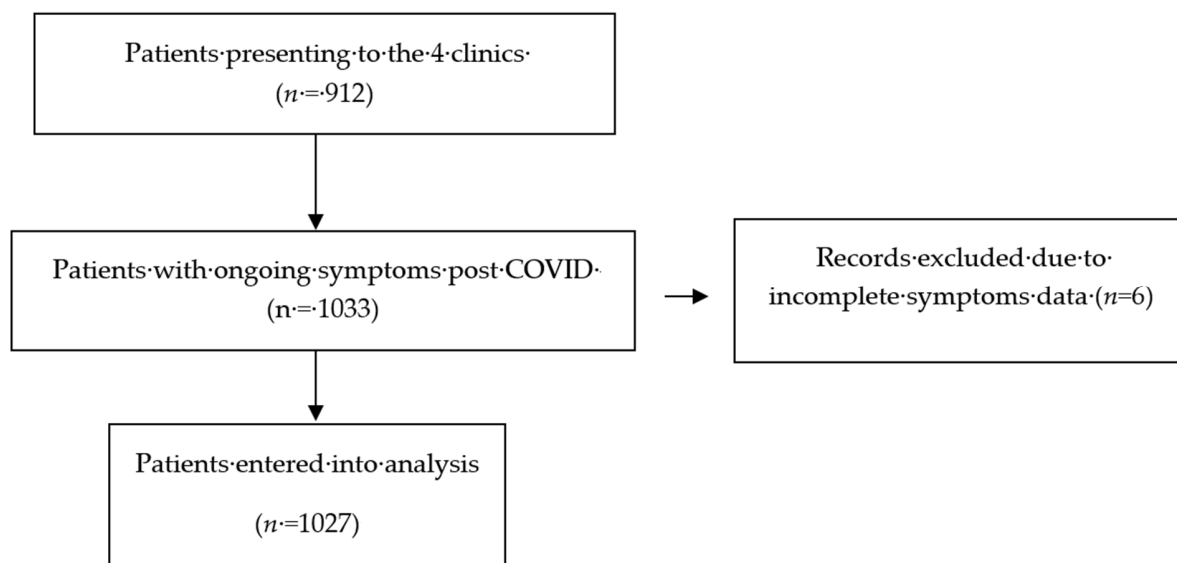 Patients·presenting·to·the·4·clinics·
(n·=·912)
Patients·with·ongoing·symptoms·post·COVID·
(n·=·1033)
Records·excluded·due·to·
incomplete·symptoms·data·(n=6)
Patients·entered·into·analysis
(n·=1027)